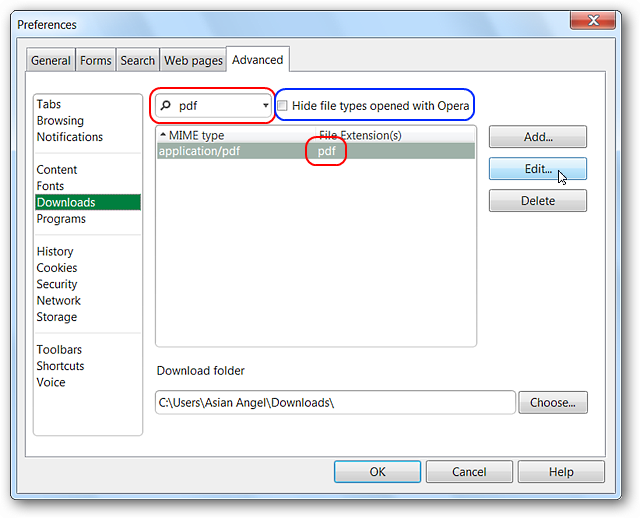 Preferences
General Forms Search Web pages Advanced
Tabs
Browsing
Notifications
Content
Fonts
Downloads
Programs
History
Cookies
Security
Network
Storage
Toolbars
Shortcuts
Voice
pdf Hide file types opened with Opera
MIME type File Extension(s)
application/pdf pdf
Add...
Edit...
Delete
Download folder
C:\Users\Asian Angel\Downloads\ Choose...
OK Cancel Help